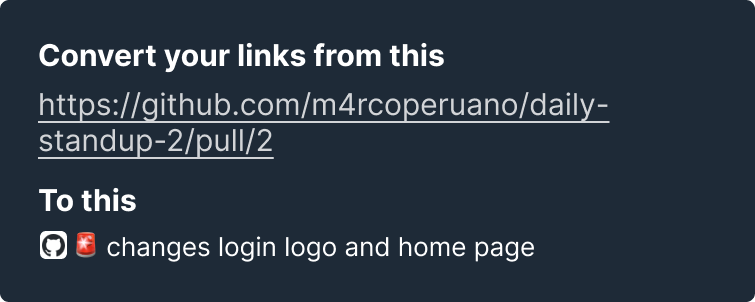 Convert your links from this
https://github.com/m4rcoperuano/daily-
standup-2/pull/2
To this
🚨 changes login logo and home page